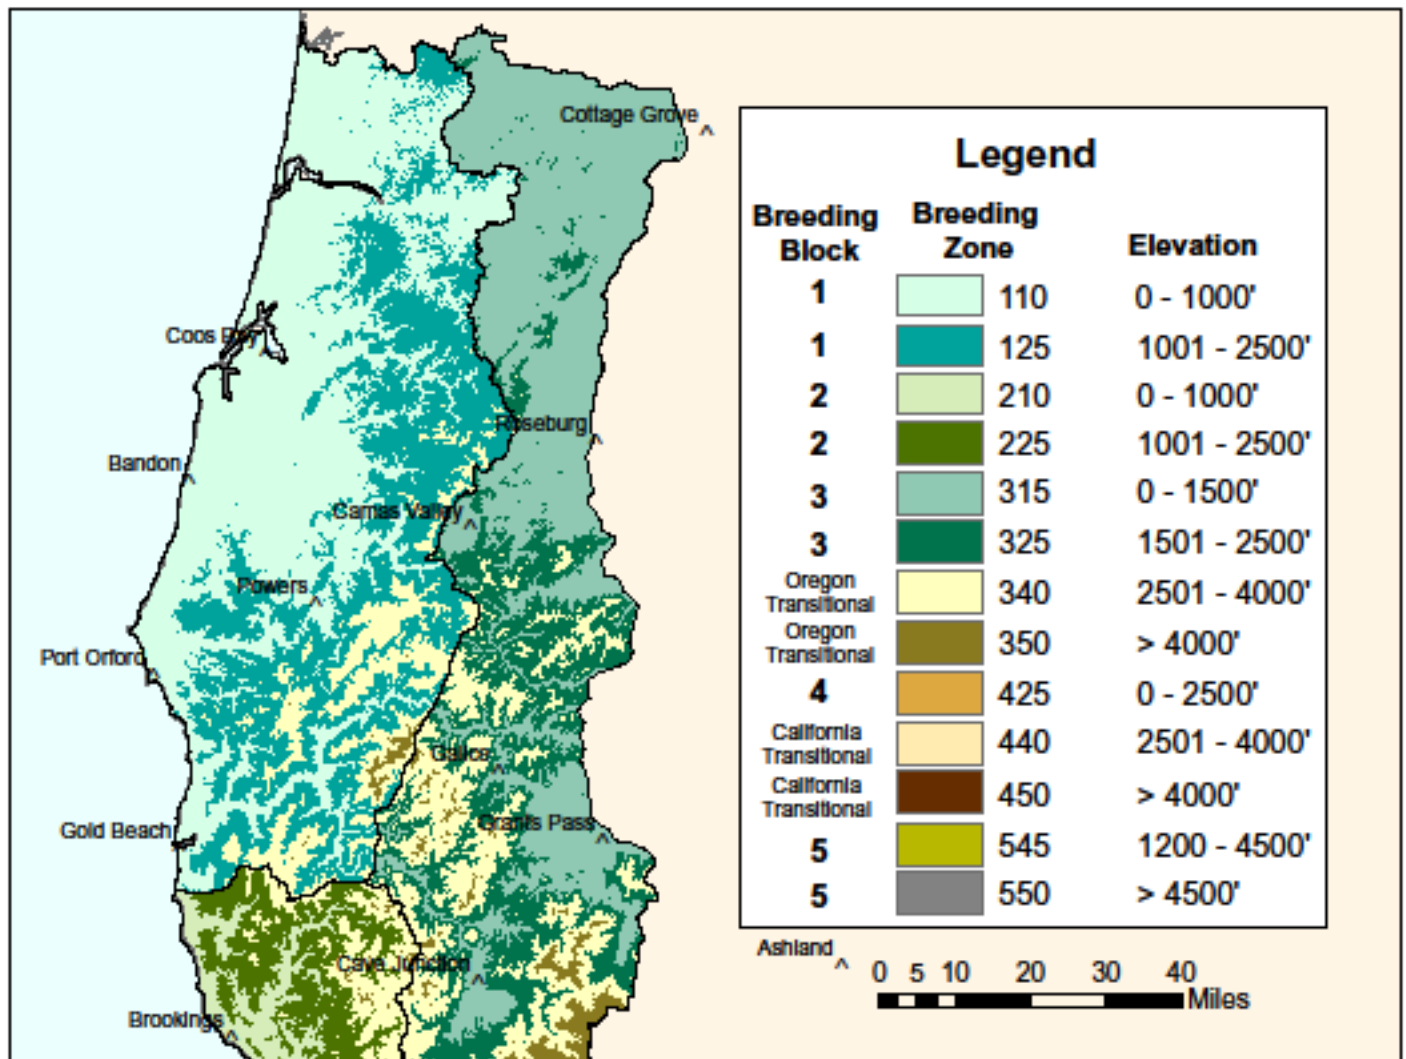 Cottage Grove
Coos Bay
Roseburg
Bandon
Camas Valley
Powers
Port Orford
Galice
Grants Pass
Gold Beach
Cave Junction
Brookings
Legend
Breeding Block
Breeding Zone
Elevation
1 110 0 - 1000'
1 125 1001 - 2500'
2 210 0 - 1000'
2 225 1001 - 2500'
3 315 0 - 1500'
3 325 1501 - 2500'
Oregon Transitional 340 2501 - 4000'
Oregon Transitional 350 > 4000'
4 425 0 - 2500'
California Transitional 440 2501 - 4000'
California Transitional 450 > 4000'
5 545 1200 - 4500'
5 550 > 4500'
Ashland
0 5 10 20 30 40
Miles